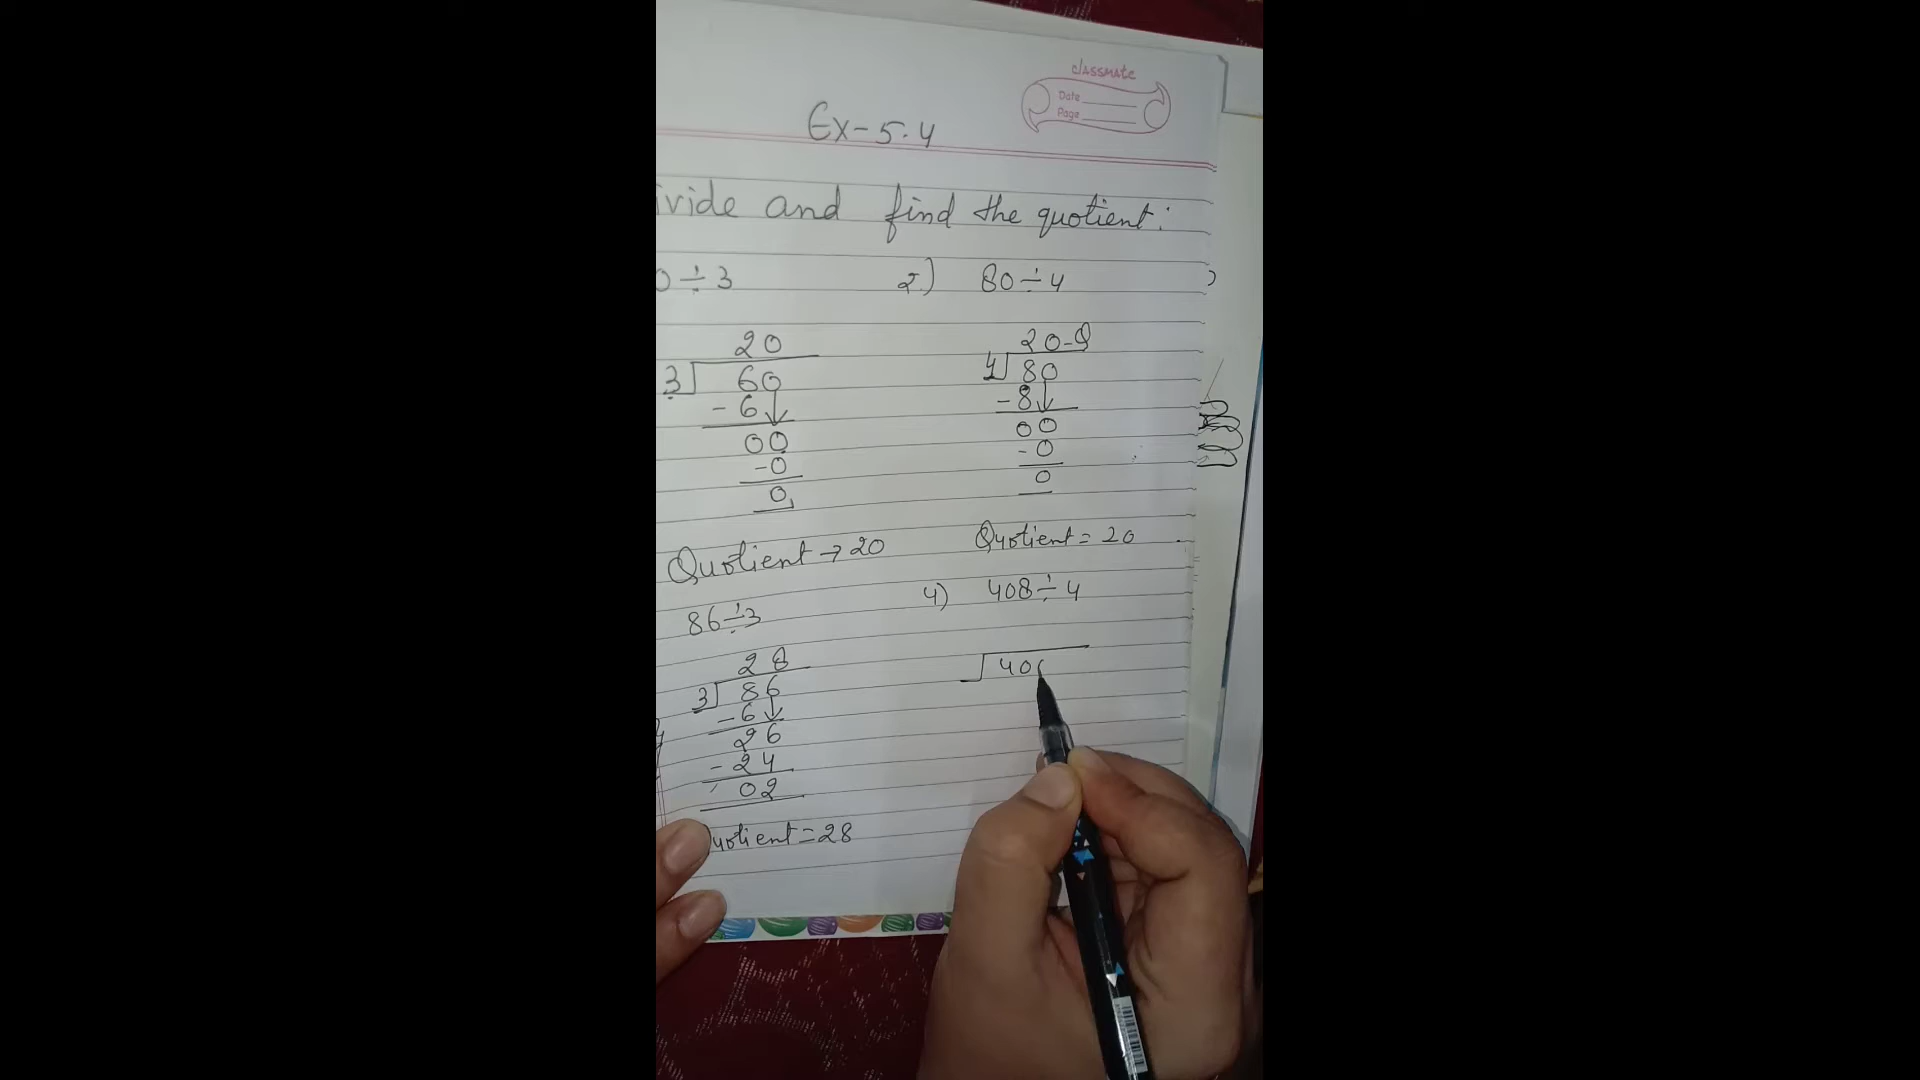 classmate
Date
Page
Ex-5.4
ivide and find the quotient:
0÷3
2.) 80÷4
20
3 60
-6
00
-0
0
Quotient → 20
20-Q
4 80
-8
00
-0
0
Quotient = 20
86÷3
28
3 86
-6
26
-24
02
uotient = 28
4) 408÷4
40